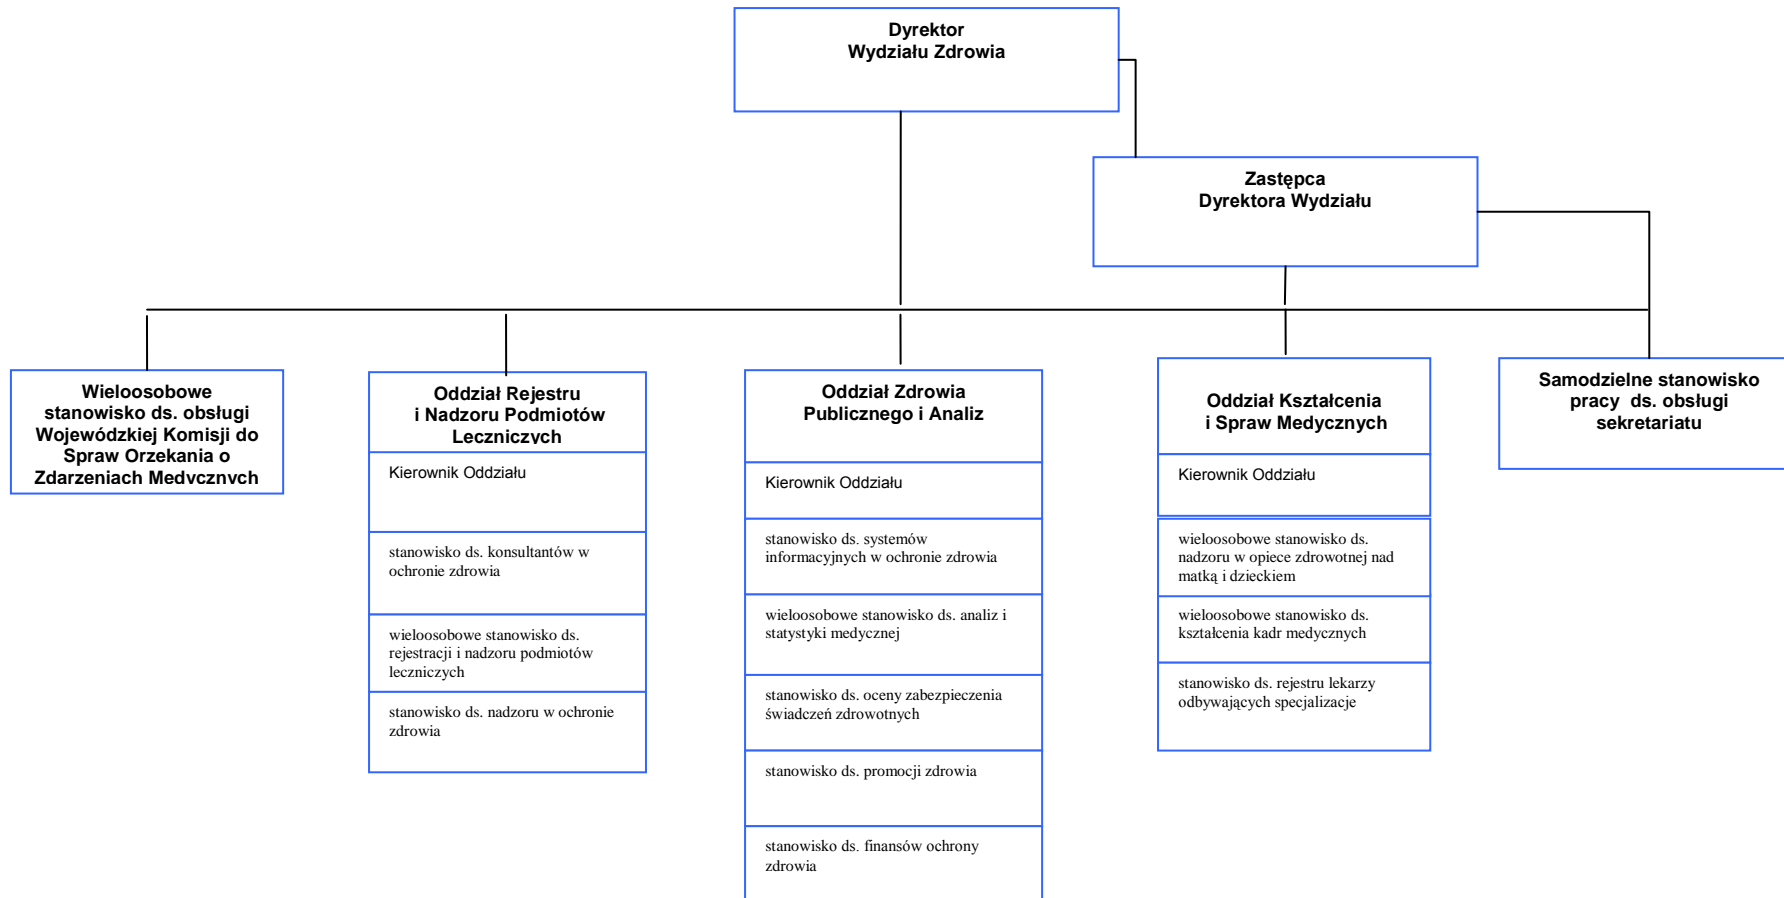 Dyrektor
Wydziału Zdrowia
Zastępca
Dyrektora Wydziału
Wieloosobowe
stanowisko ds. obsługi
Wojewódzkiej Komisji do
Spraw Orzekania o
Zdarzeniach Medycznych
Oddział Rejestru
i Nadzoru Podmiotów
Leczniczych
Kierownik Oddziału
stanowisko ds. konsultantów w
ochronie zdrowia
wieloosobowe stanowisko ds.
rejestracji i nadzoru podmiotów
leczniczych
stanowisko ds. nadzoru w ochronie
zdrowia
Oddział Zdrowia
Publicznego i Analiz
Kierownik Oddziału
stanowisko ds. systemów
informacyjnych w ochronie zdrowia
wieloosobowe stanowisko ds. analiz i
statystyki medycznej
stanowisko ds. oceny zabezpieczenia
świadczeń zdrowotnych
stanowisko ds. promocji zdrowia
stanowisko ds. finansów ochrony
zdrowia
Oddział Kształcenia
i Spraw Medycznych
Kierownik Oddziału
wieloosobowe stanowisko ds.
nadzoru w opiece zdrowotnej nad
matką i dzieckiem
wieloosobowe stanowisko ds.
kształcenia kadr medycznych
stanowisko ds. rejestru lekarzy
odbywających specjalizacje
Samodzielne stanowisko
pracy ds. obsługi
sekretariatu